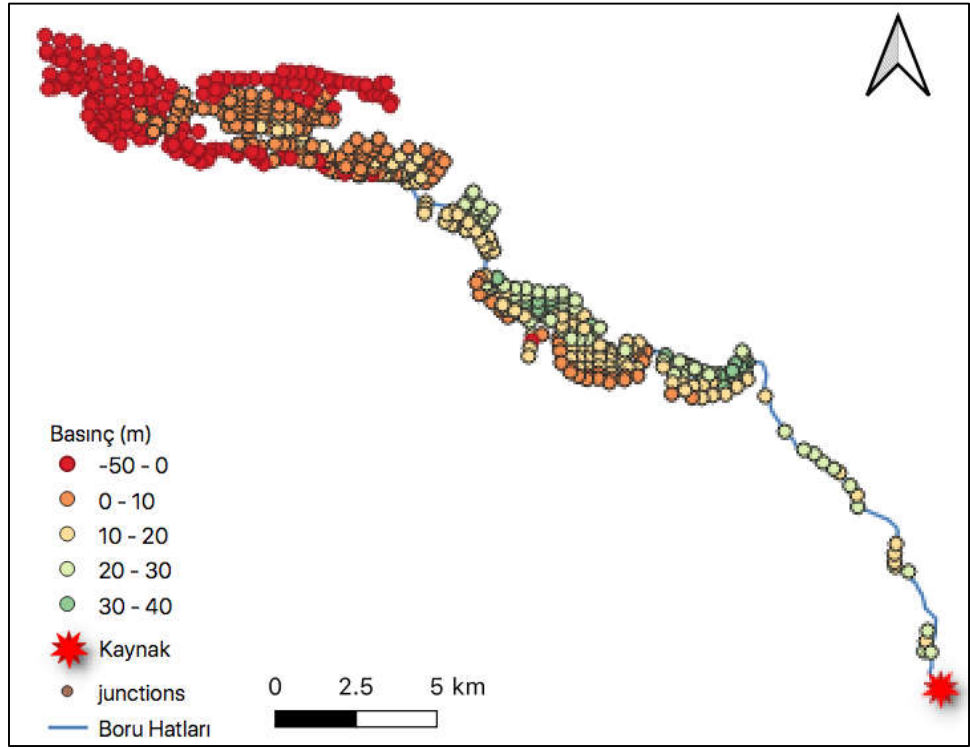 Basınç (m)
-50 - 0
0 - 10
10 - 20
20 - 30
30 - 40
Kaynak
junctions
Boru Hatları
0 2.5 5 km